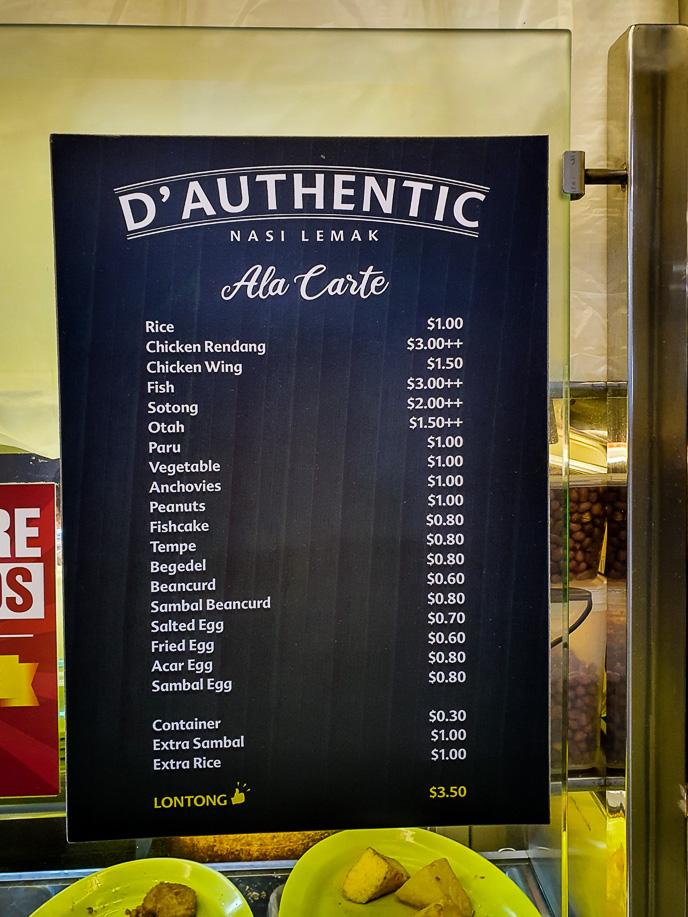 D'AUTHENTIC
NASI LEMAK
Ala Carte
Rice $1.00
Chicken Rendang $3.00++
Chicken Wing $1.50
Fish $3.00++
Sotong $2.00++
Otah $1.50++
Paru $1.00
Vegetable $1.00
Anchovies $1.00
Peanuts $1.00
Fishcake $0.80
Tempe $0.80
Begedel $0.80
Beancurd $0.60
Sambal Beancurd $0.80
Salted Egg $0.70
Fried Egg $0.60
Acar Egg $0.80
Sambal Egg $0.80
Container $0.30
Extra Sambal $1.00
Extra Rice $1.00
LONTONG $3.50